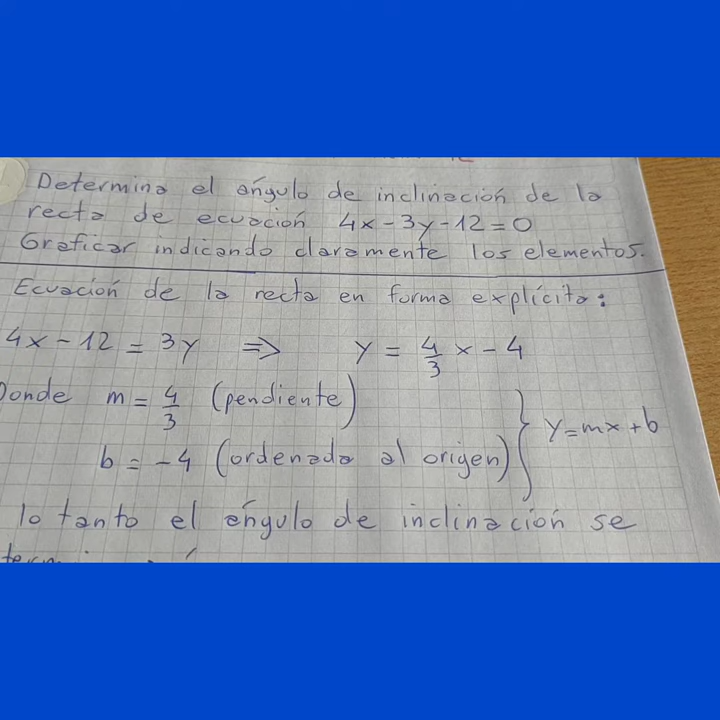 Determina el ángulo de inclinación de la
recta de ecuación 4x-3y-12=0
Graficar indicando claramente los elementos.
Ecuación de la recta en forma explícita:
4x-12=3y ⇒ y=4/3 x-4
Donde m=4/3 (pendiente)
b=-4 (ordenada al origen) } y=mx+b
lo tanto el ángulo de inclinación se